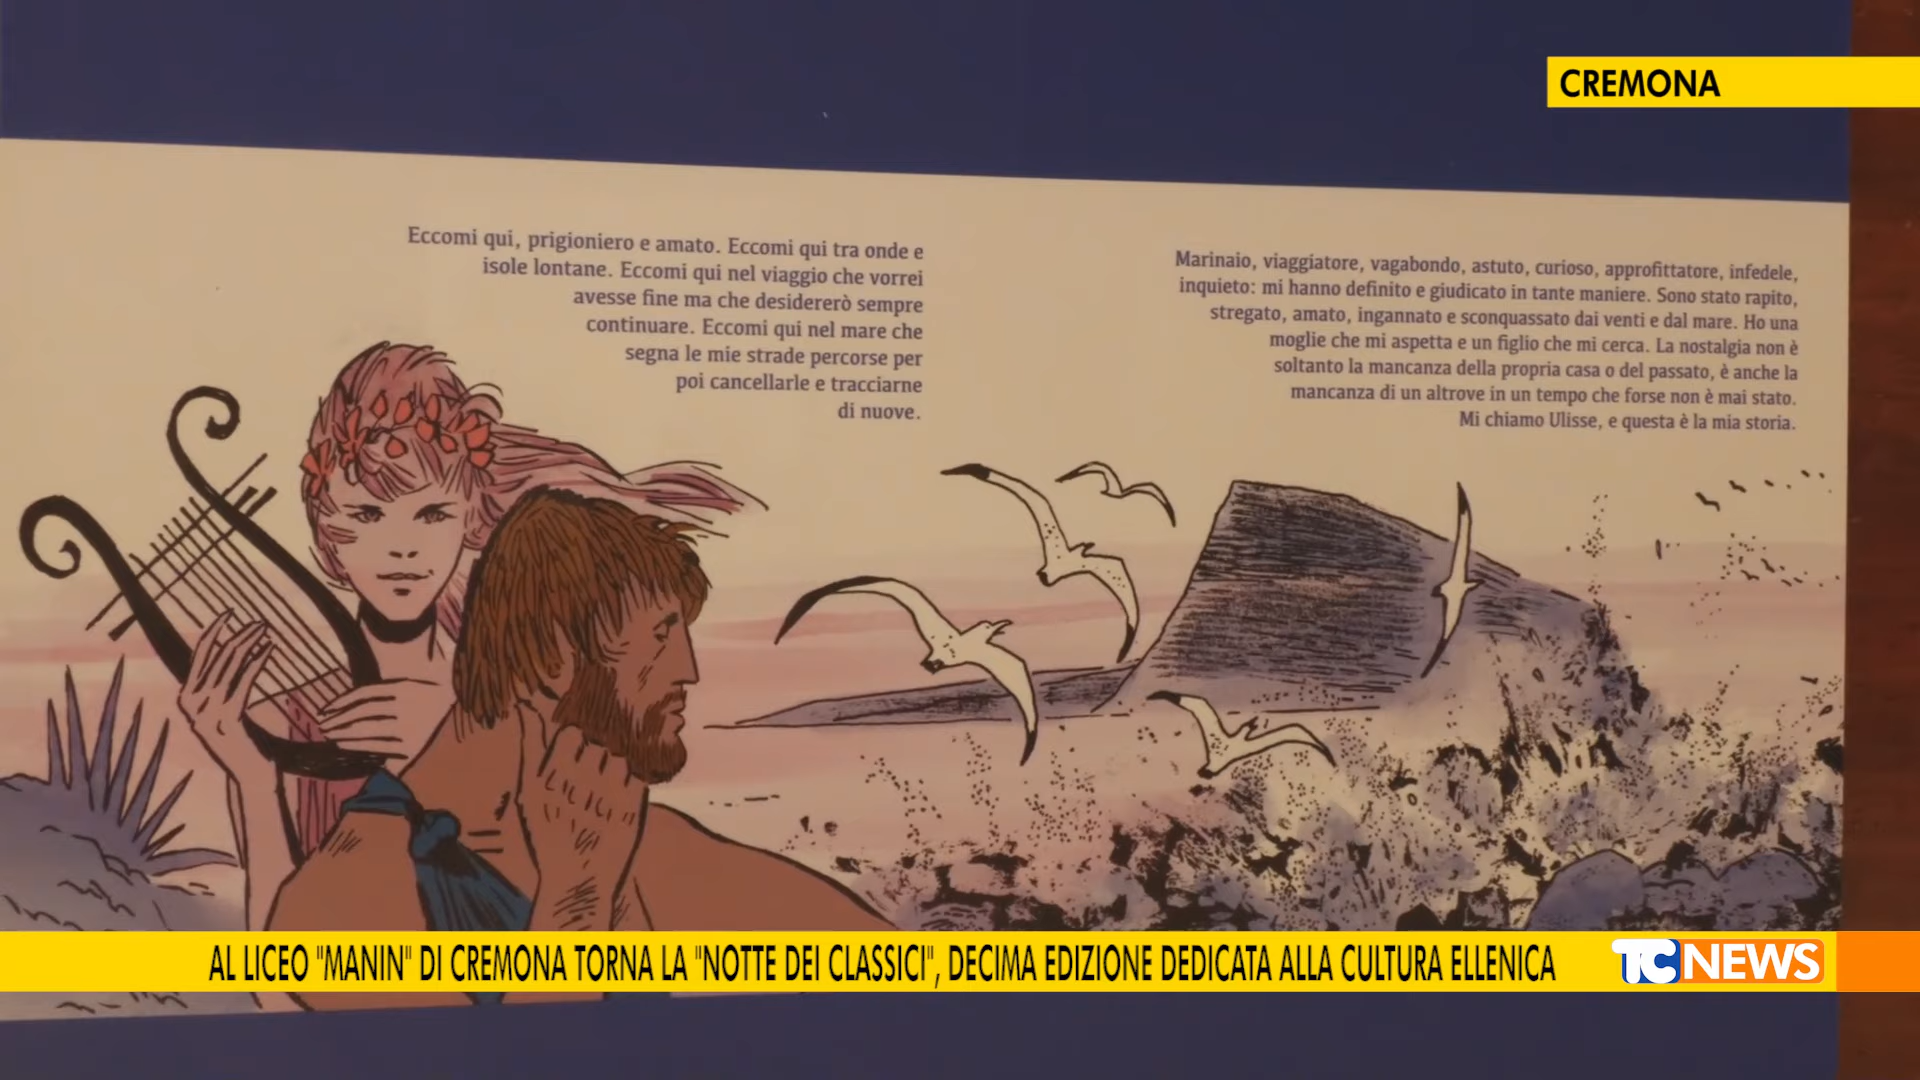 CREMONA
Eccomi qui, prigioniero e amato. Eccomi qui tra onde e
isole lontane. Eccomi qui nel viaggio che vorrei
avesse fine ma che desidererò sempre
continuare. Eccomi qui nel mare che
segna le mie strade percorse per
poi cancellarle e tracciarne
di nuove.
Marinaio, viaggiatore, vagabondo, astuto, curioso, approfittatore, infedele,
inquieto: mi hanno definito e giudicato in tante maniere. Sono stato rapito,
stregato, amato, ingannato e sconquassato dai venti e dal mare. Ho una
moglie che mi aspetta e un figlio che mi cerca. La nostalgia non è
soltanto la mancanza della propria casa o del passato, è anche la
mancanza di un altrove in un tempo che forse non è mai stato.
Mi chiamo Ulisse, e questa è la mia storia.
AL LICEO "MANIN" DI CREMONA TORNA LA "NOTTE DEI CLASSICI", DECIMA EDIZIONE DEDICATA ALLA CULTURA ELLENICA
TC NEWS